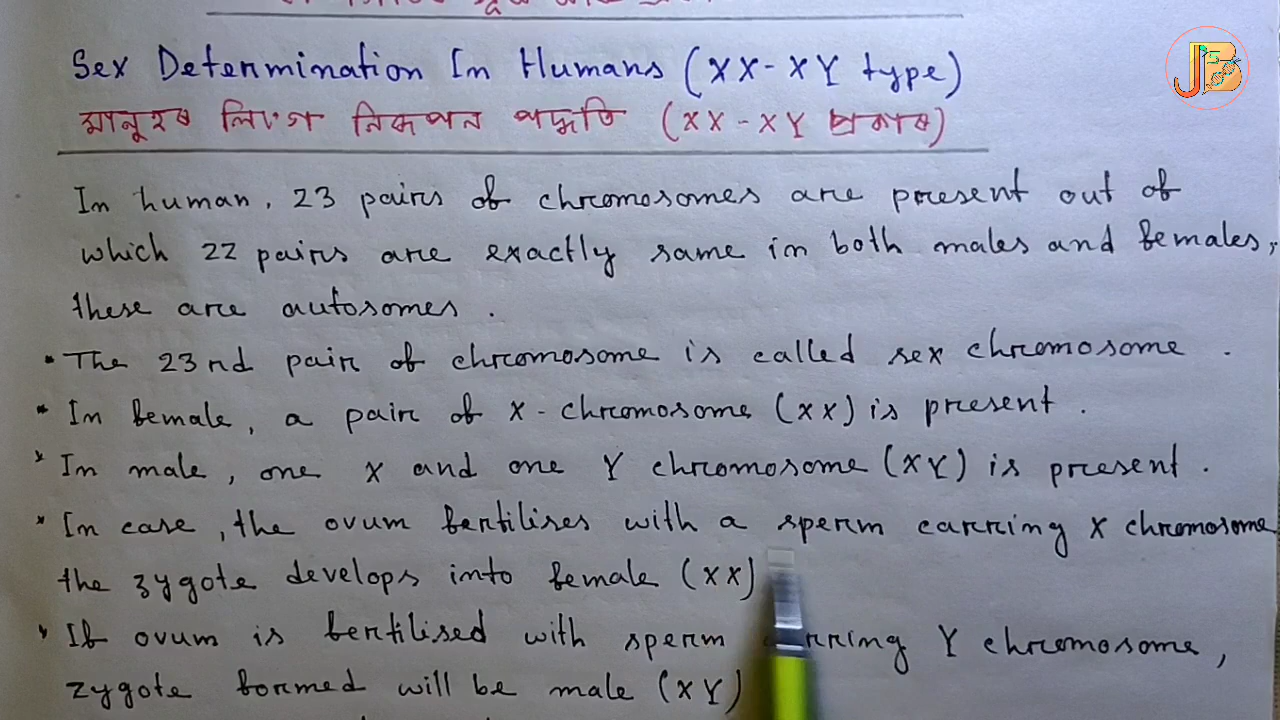 Sex Determination In Humans (XX-XY type)
মানুহৰ লিংগ নিৰূপন পদ্ধতি (XX-XY প্ৰকাৰ)
In human, 23 pairs of chromosomes are present out of
which 22 pairs are exactly same in both males and females,
these are autosomes.
• The 23rd pair of chromosome is called sex chromosome.
* In female, a pair of X-chromosome (XX) is present.
* In male, one X and one Y chromosome (XY) is present.
* In case, the ovum fertilises with a sperm carring X chromosome
the zygote develops into female (XX)
* If ovum is fertilised with sperm Y chromosome,
zygote formed will be male (XY)